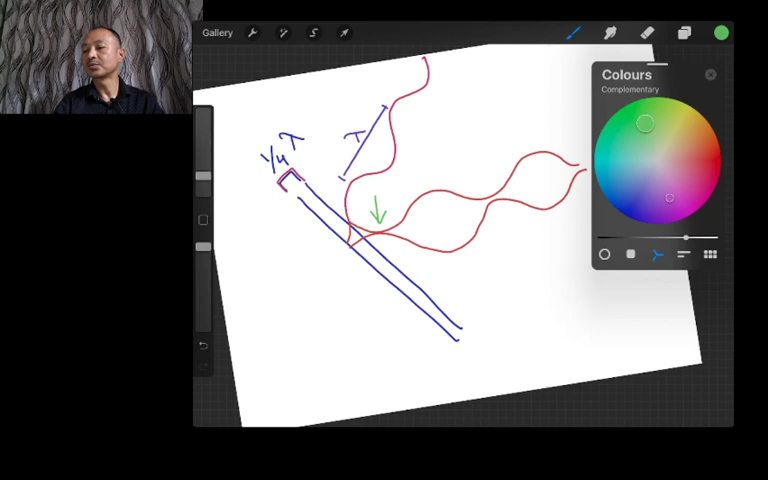 Gallery
Colours
Complementary
1/4 λ
λ